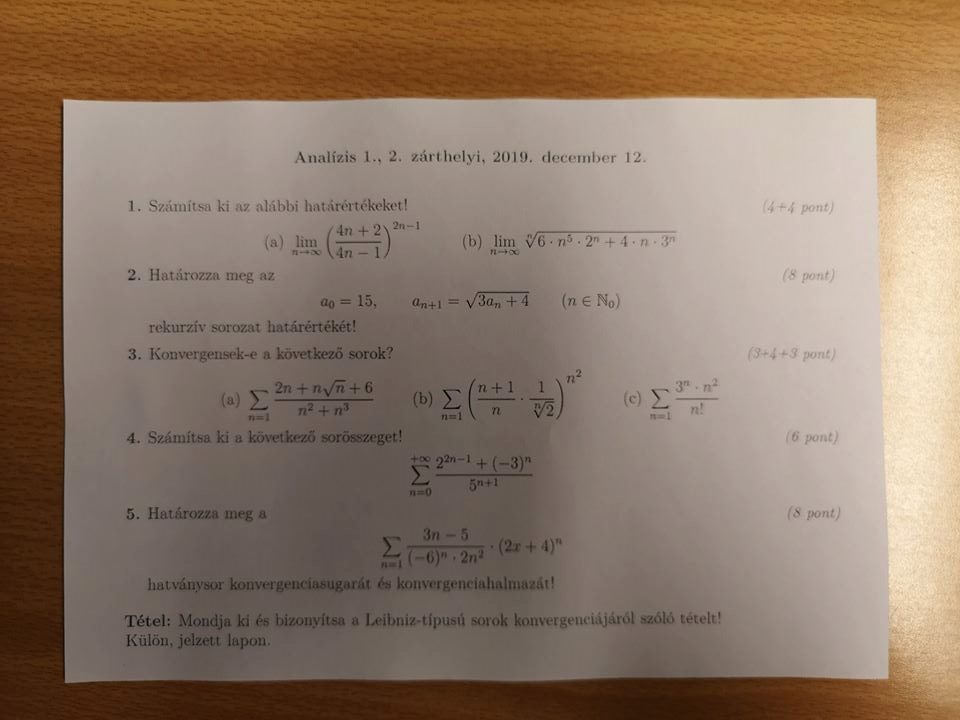 Analízis 1., 2. zárthelyi, 2019. december 12.
1. Számítsa ki az alábbi határértékeket! (4+4 pont)
(a) $\lim_{n\to\infty} \left(\frac{4n+2}{4n-1}\right)^{2n-1}$ (b) $\lim_{n\to\infty} \sqrt[n]{6 \cdot n^5 \cdot 2^n + 4 \cdot n \cdot 3^n}$
2. Határozza meg az (8 pont)
$a_0 = 15, \quad a_{n+1} = \sqrt{3a_n + 4} \quad (n \in \mathbb{N}_0)$
rekurzív sorozat határértékét!
3. Konvergensek-e a következő sorok? (3+4+3 pont)
(a) $\sum_{n=1} \frac{2n + n\sqrt{n} + 6}{n^2 + n^3}$ (b) $\sum_{n=1} \left(\frac{n+1}{n} \cdot \frac{1}{\sqrt[n]{2}}\right)^{n^2}$ (c) $\sum_{n=1} \frac{3^n \cdot n^2}{n!}$
4. Számítsa ki a következő sorösszeget! (6 pont)
$\sum_{n=0}^{+\infty} \frac{2^{2n-1} + (-3)^n}{5^{n+1}}$
5. Határozza meg a (8 pont)
$\sum_{n=1} \frac{3n-5}{(-6)^n \cdot 2n^2} \cdot (2x+4)^n$
hatványsor konvergenciasugarát és konvergenciahalmazát!
Tétel: Mondja ki és bizonyítsa a Leibniz-típusú sorok konvergenciájáról szóló tételt!
Külön, jelzett lapon.